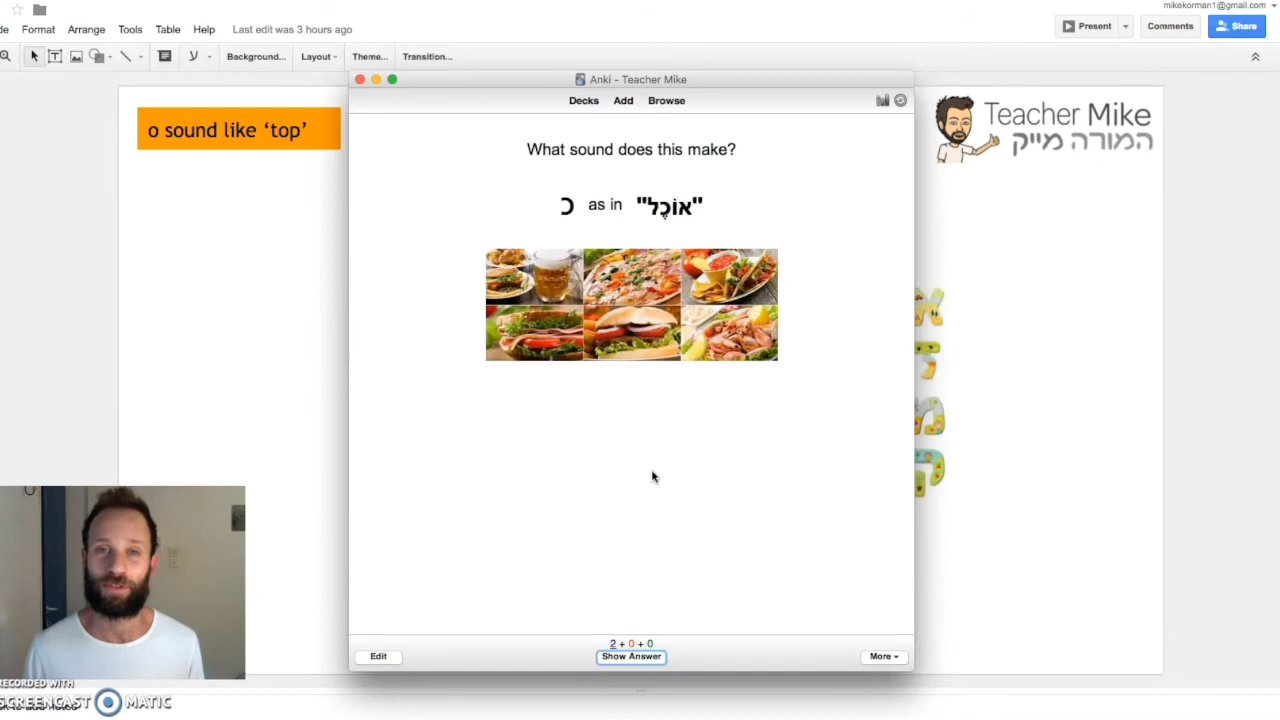 mikekorman1@gmail.com
Format Arrange Tools Table Help Last edit was 3 hours ago
Present Comments Share
Background... Layout Theme... Transition...
Anki - Teacher Mike
Decks Add Browse
o sound like ‘top’
Teacher Mike
המורה מייק
What sound does this make?
כ as in "אוֹכֶל"
2 + 0 + 0
Edit Show Answer More
RECORDED WITH
SCREENCAST MATIC